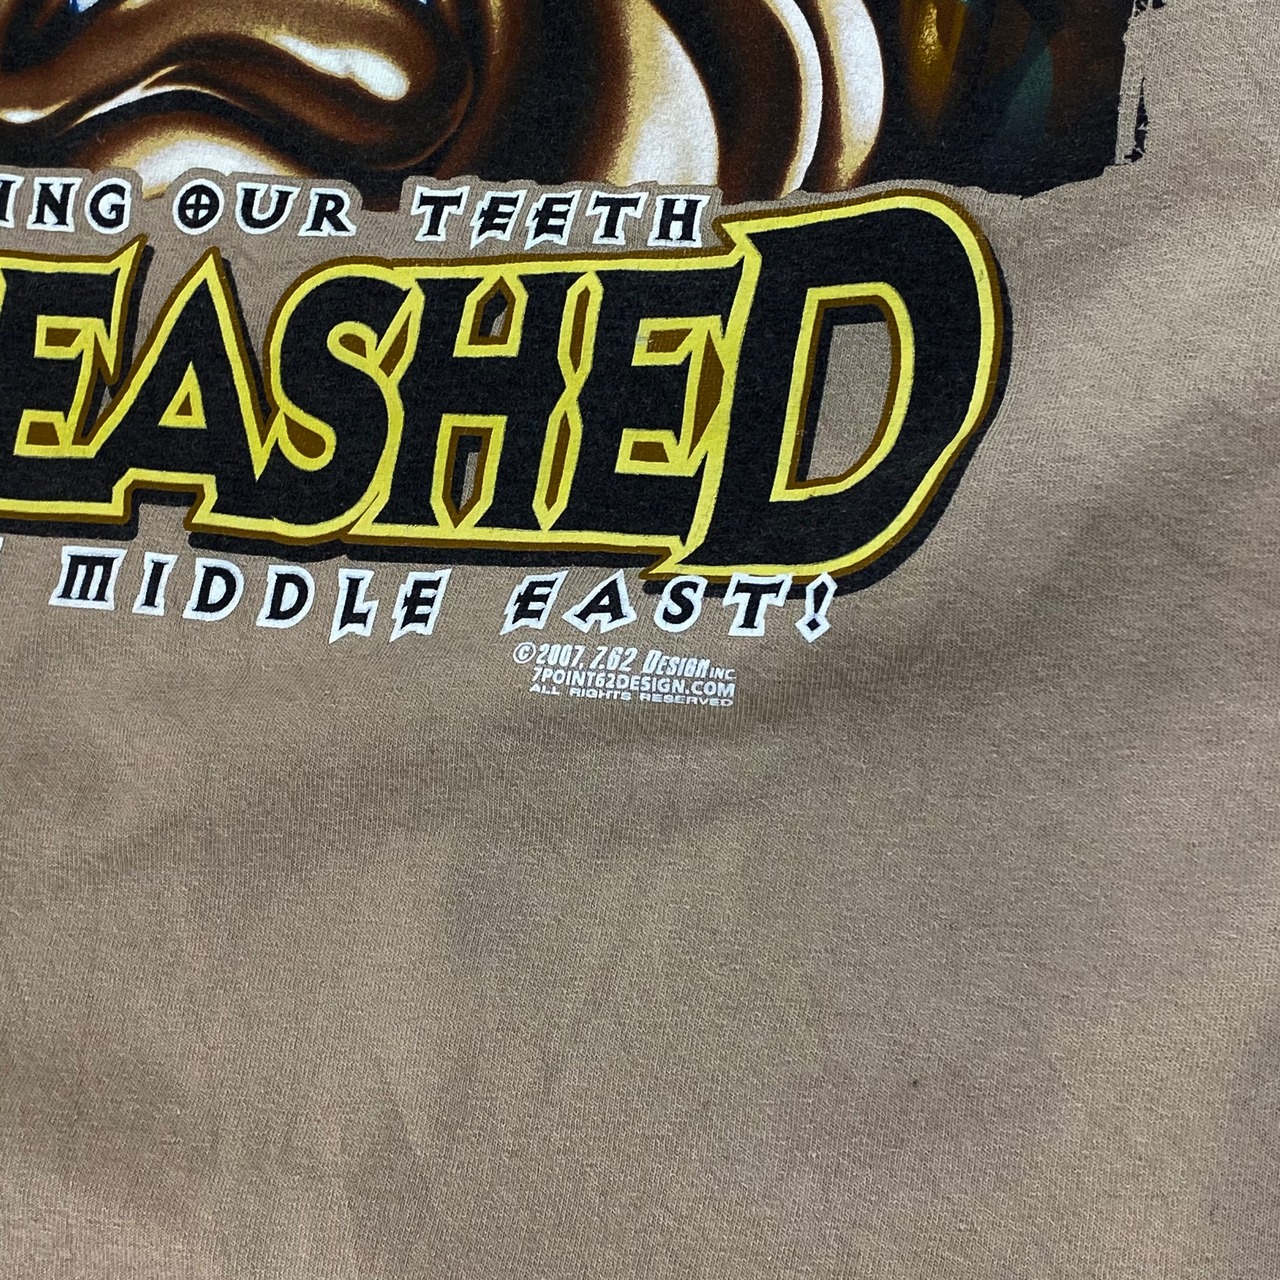 ING OUR TEETH
EASHED
MIDDLE EAST!
©2007, 7.62 DESIGN INC.
7POINT62DESIGN.COM
ALL RIGHTS RESERVED